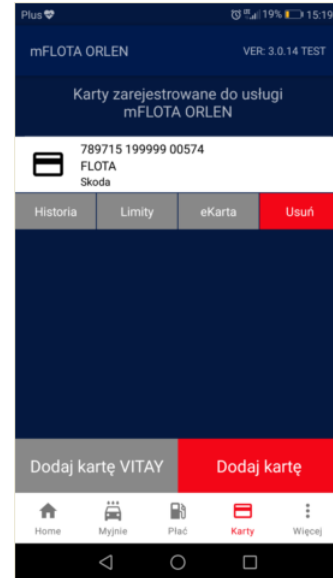 Plus 19% 15:19
mFLOTA ORLEN VER: 3.0.14 TEST
Karty zarejestrowane do usługi
mFLOTA ORLEN
789715 199999 00574
FLOTA
Skoda
Historia Limity eKarta Usuń
Dodaj kartę VITAY Dodaj kartę
Home Myjnie Płać Karty Więcej